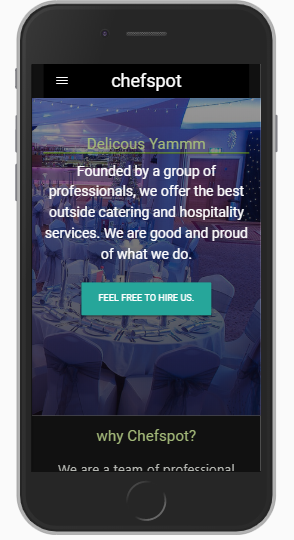 chefspot
Delicous Yammm
Founded by a group of
professionals, we offer the best
outside catering and hospitality
services. We are good and proud
of what we do.
FEEL FREE TO HIRE US.
why Chefspot?
We are a team of professional